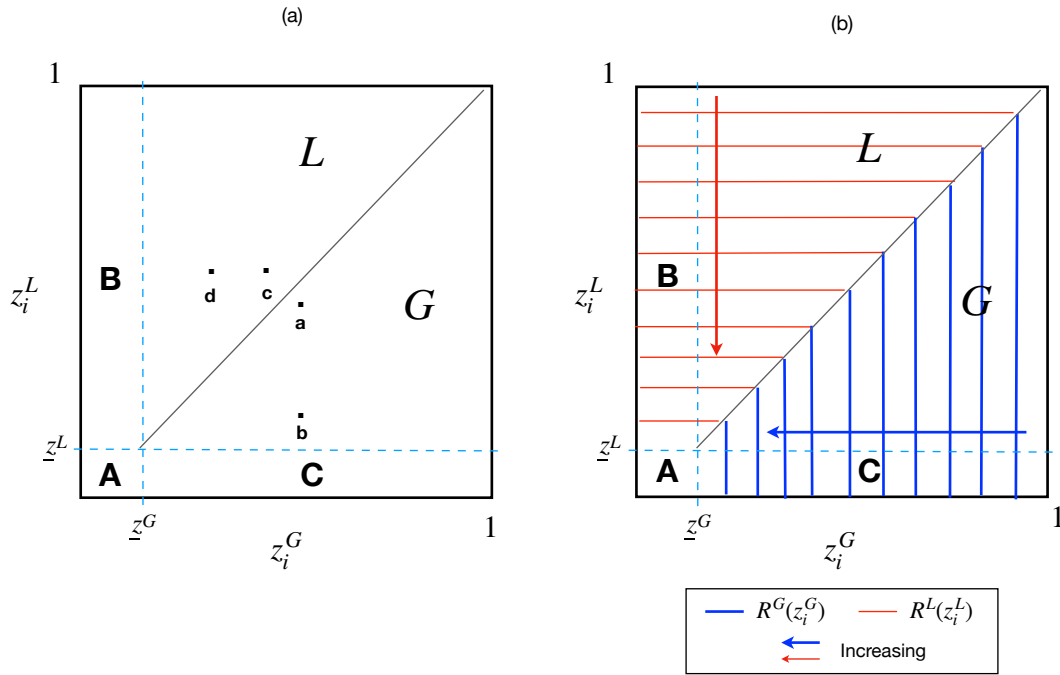 (a)
(b)
1
1
L
L
B
d
c
a
G
B
G
z_i^L
z_i^L
b
z̲^L
z̲^L
A
C
A
C
z̲^G
1
z̲^G
1
z_i^G
z_i^G
R^G(z_i^G)
R^L(z_i^L)
Increasing